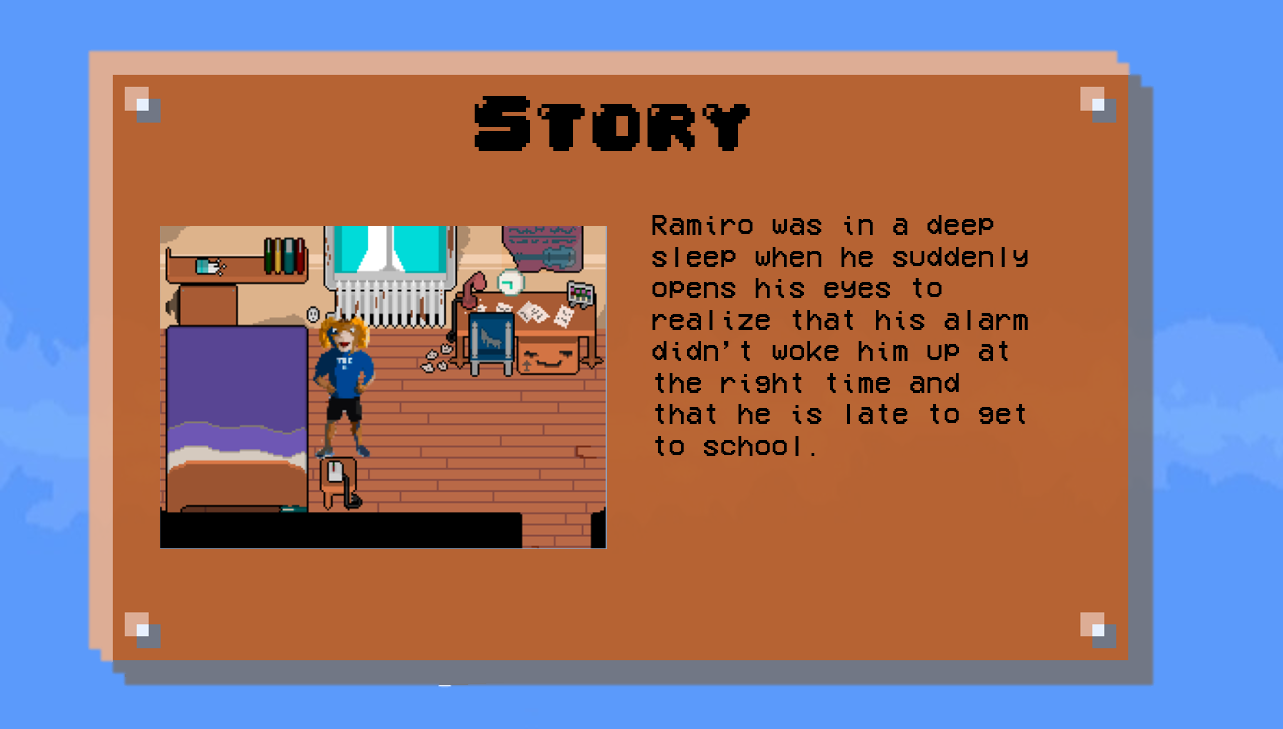 Story
Ramiro was in a deep
sleep when he suddenly
opens his eyes to
realize that his alarm
didn't woke him up at
the right time and
that he is late to get
to school.